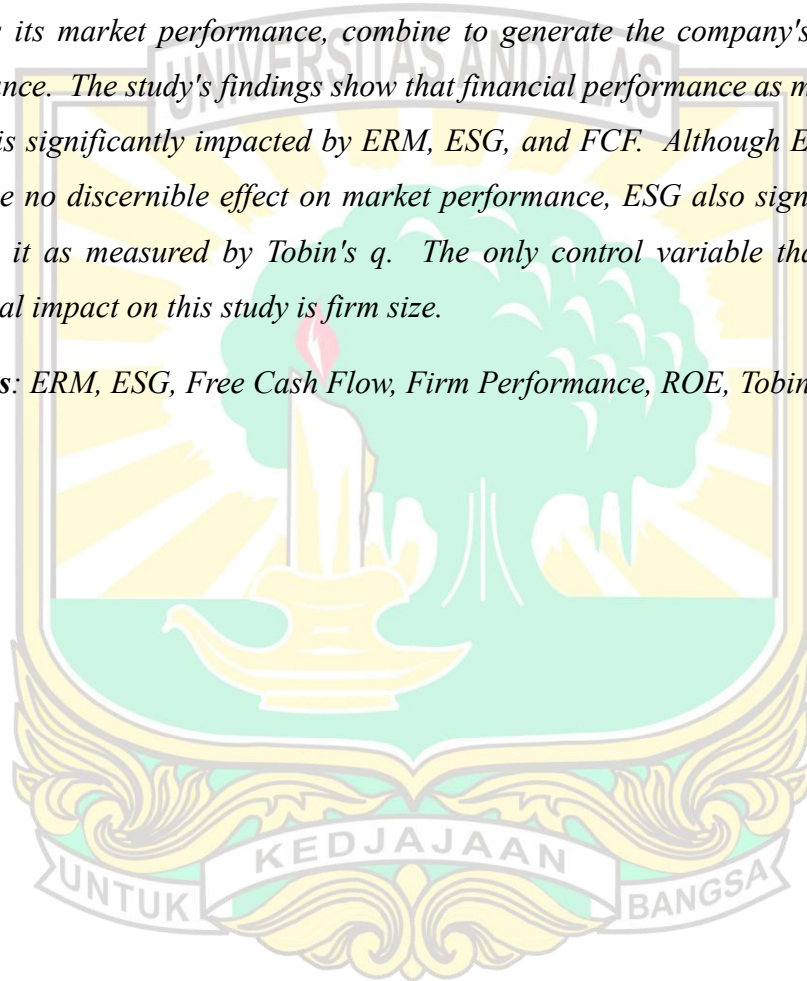 s its market performance, combine to generate the company's
ance. The study's findings show that financial performance as m
is significantly impacted by ERM, ESG, and FCF. Although E
e no discernible effect on market performance, ESG also sign
it as measured by Tobin's q. The only control variable tha
al impact on this study is firm size.
s: ERM, ESG, Free Cash Flow, Firm Performance, ROE, Tobin
UNIVERSITAS ANDALAS
UNTUK KEDJAJAAN BANGSA